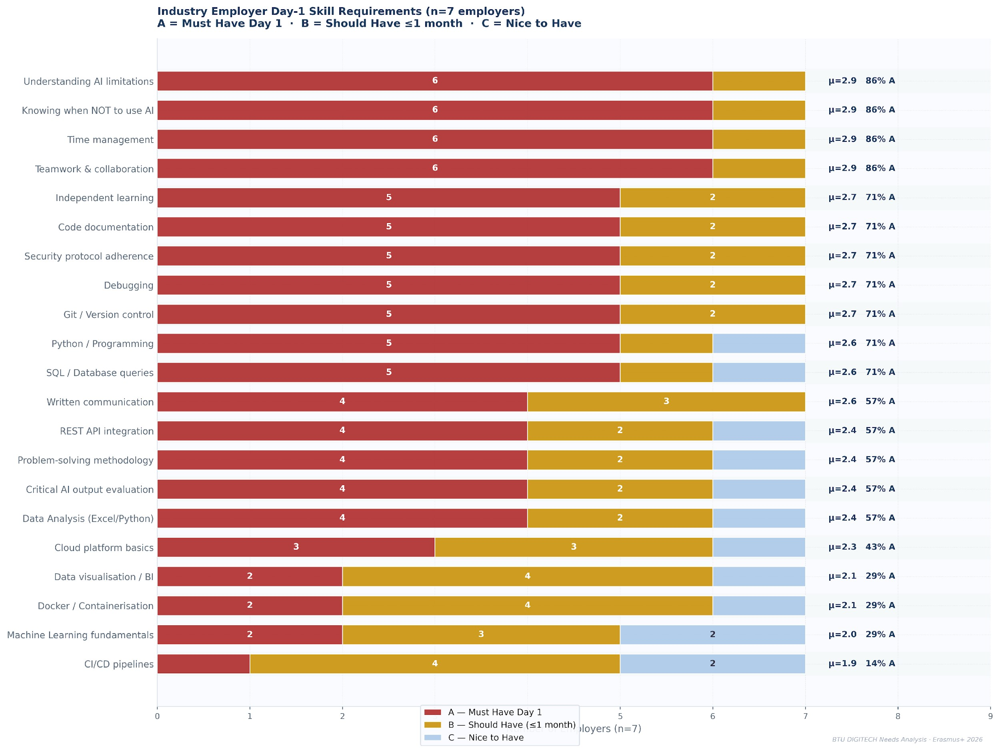 Industry Employer Day-1 Skill Requirements (n=7 employers)
A = Must Have Day 1 · B = Should Have ≤1 month · C = Nice to Have
Understanding AI limitations 6 μ=2.9 86% A
Knowing when NOT to use AI 6 μ=2.9 86% A
Time management 6 μ=2.9 86% A
Teamwork & collaboration 6 μ=2.9 86% A
Independent learning 5 2 μ=2.7 71% A
Code documentation 5 2 μ=2.7 71% A
Security protocol adherence 5 2 μ=2.7 71% A
Debugging 5 2 μ=2.7 71% A
Git / Version control 5 2 μ=2.7 71% A
Python / Programming 5 μ=2.6 71% A
SQL / Database queries 5 μ=2.6 71% A
Written communication 4 3 μ=2.6 57% A
REST API integration 4 2 μ=2.4 57% A
Problem-solving methodology 4 2 μ=2.4 57% A
Critical AI output evaluation 4 2 μ=2.4 57% A
Data Analysis (Excel/Python) 4 2 μ=2.4 57% A
Cloud platform basics 3 3 μ=2.3 43% A
Data visualisation / BI 2 4 μ=2.1 29% A
Docker / Containerisation 2 4 μ=2.1 29% A
Machine Learning fundamentals 2 3 2 μ=2.0 29% A
CI/CD pipelines 4 2 μ=1.9 14% A
0 1 2 5 6 7 8 9
A — Must Have Day 1
B — Should Have (≤1 month)
C — Nice to Have
(n=7)
BTU DIGITECH Needs Analysis · Erasmus+ 2026